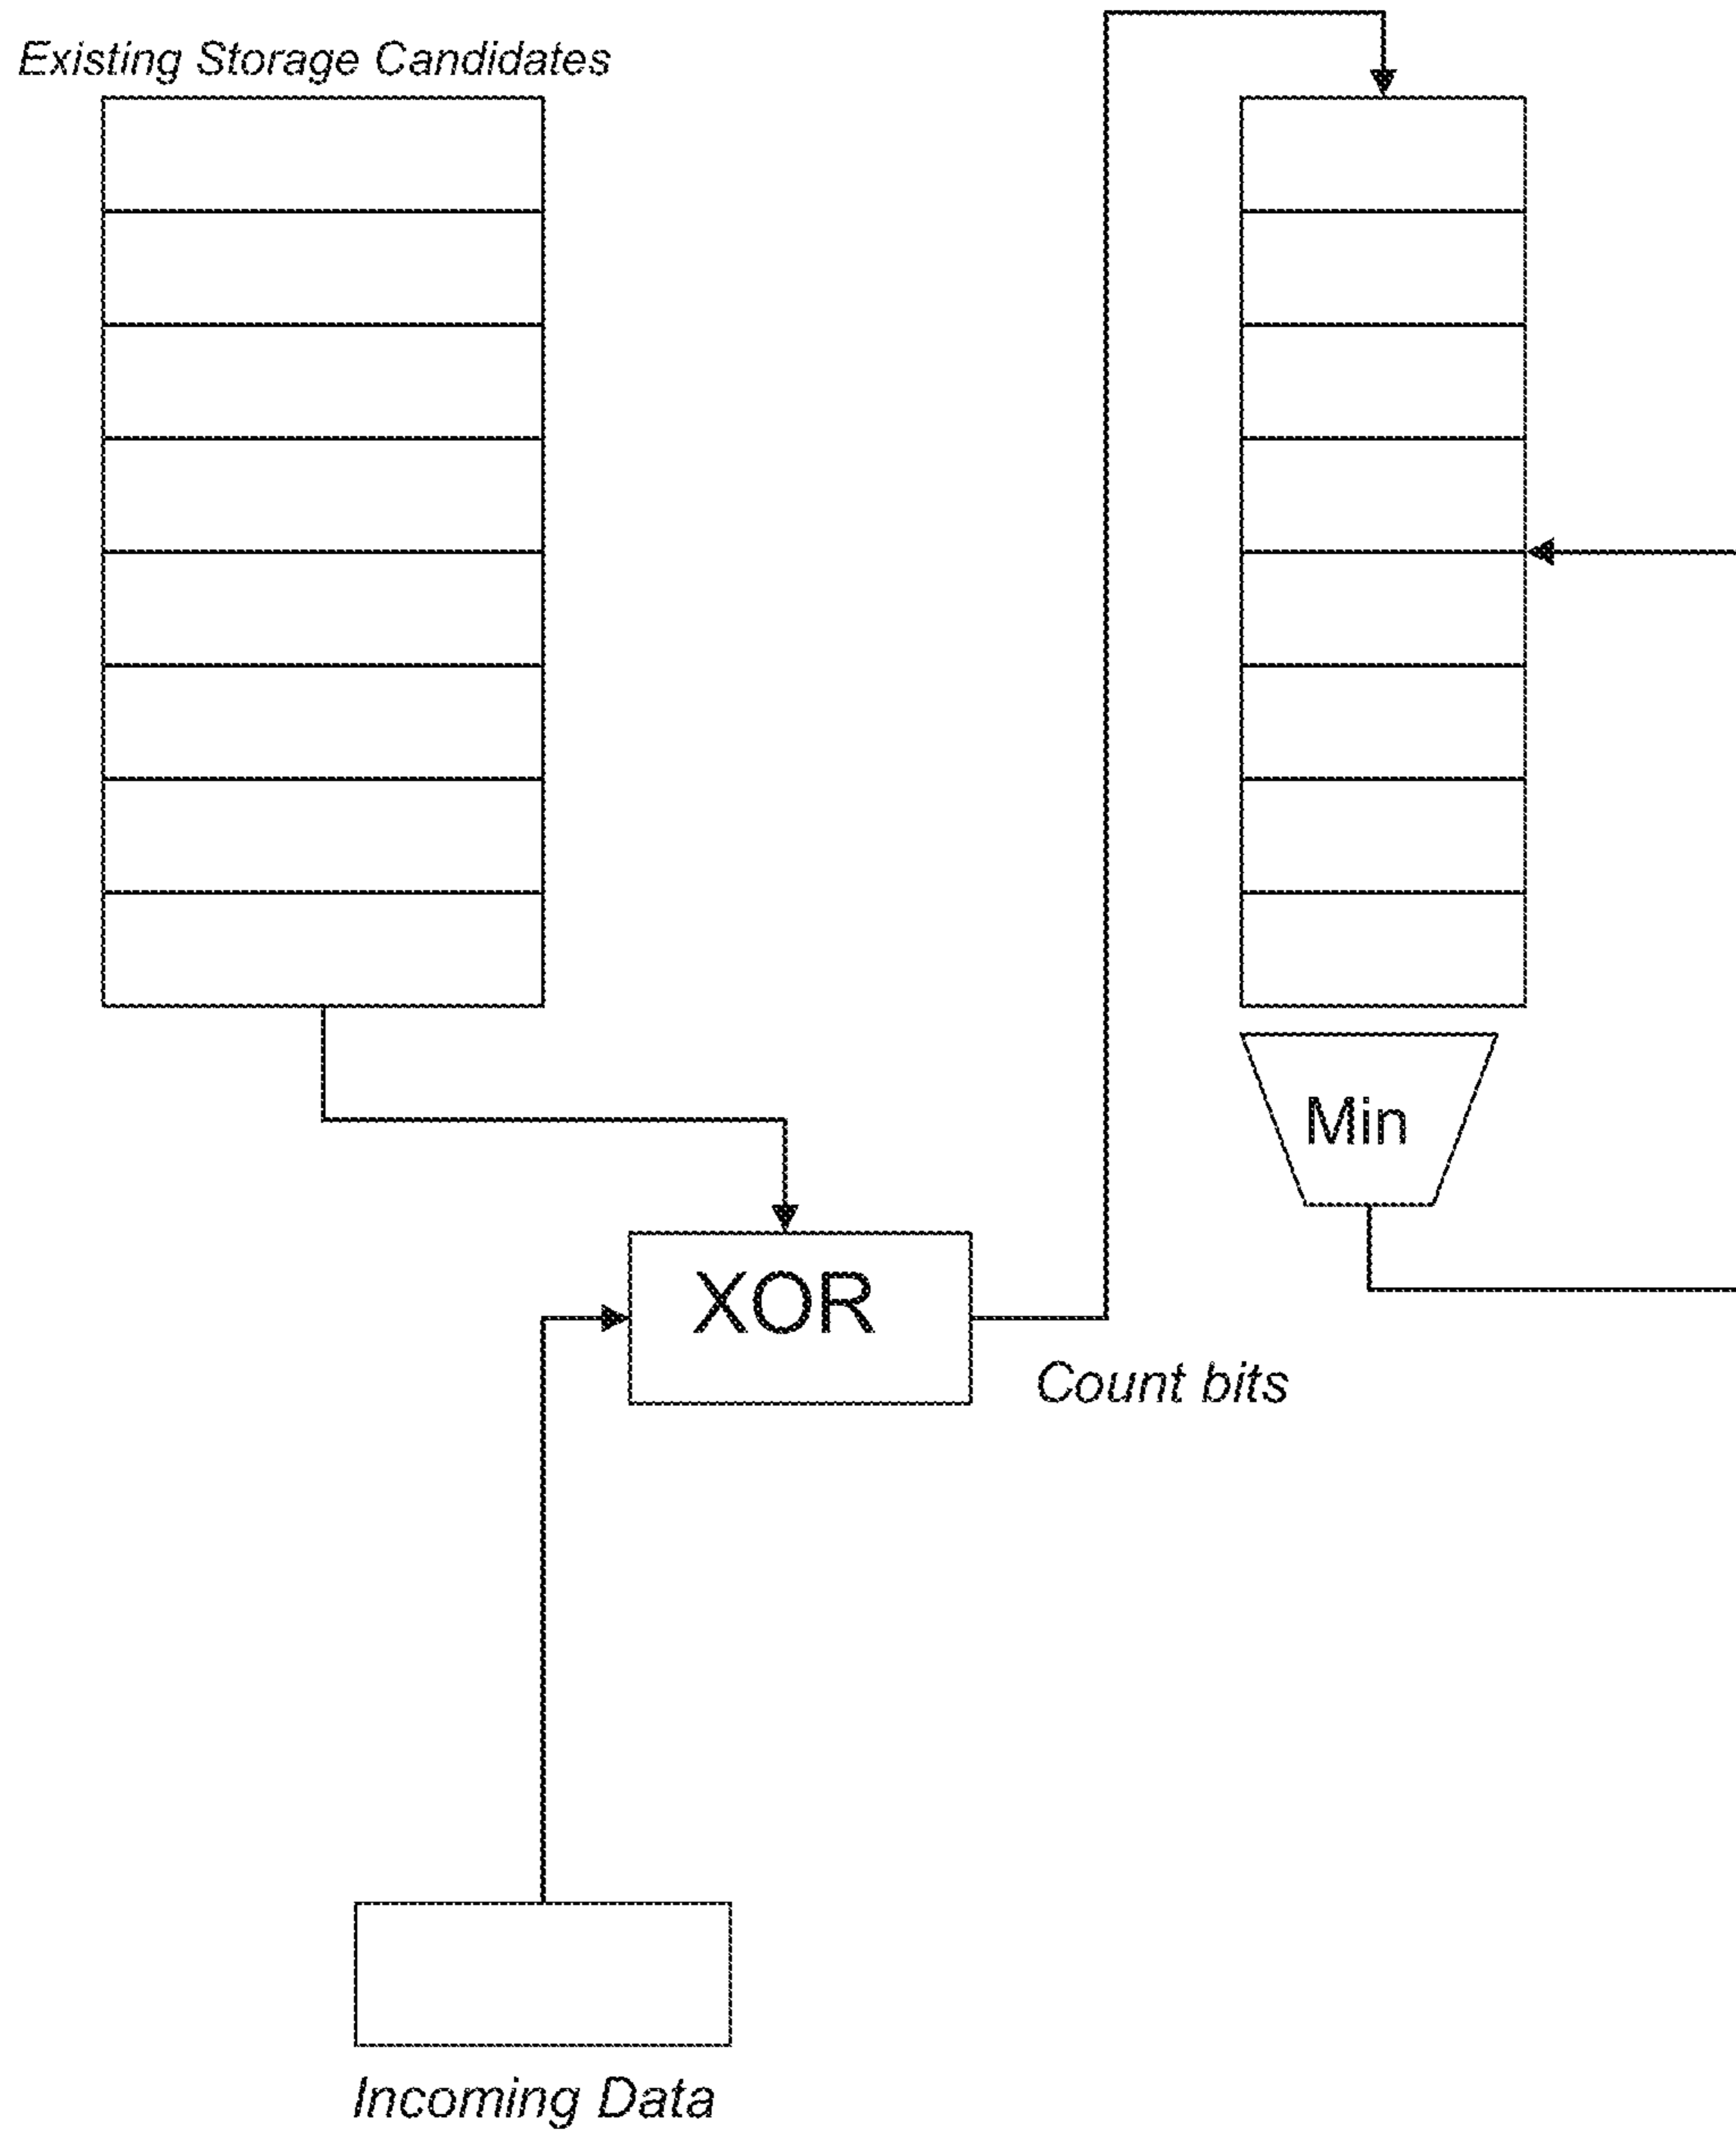 Existing Storage Candidates
Min
XOR
Count bits
Incoming Data